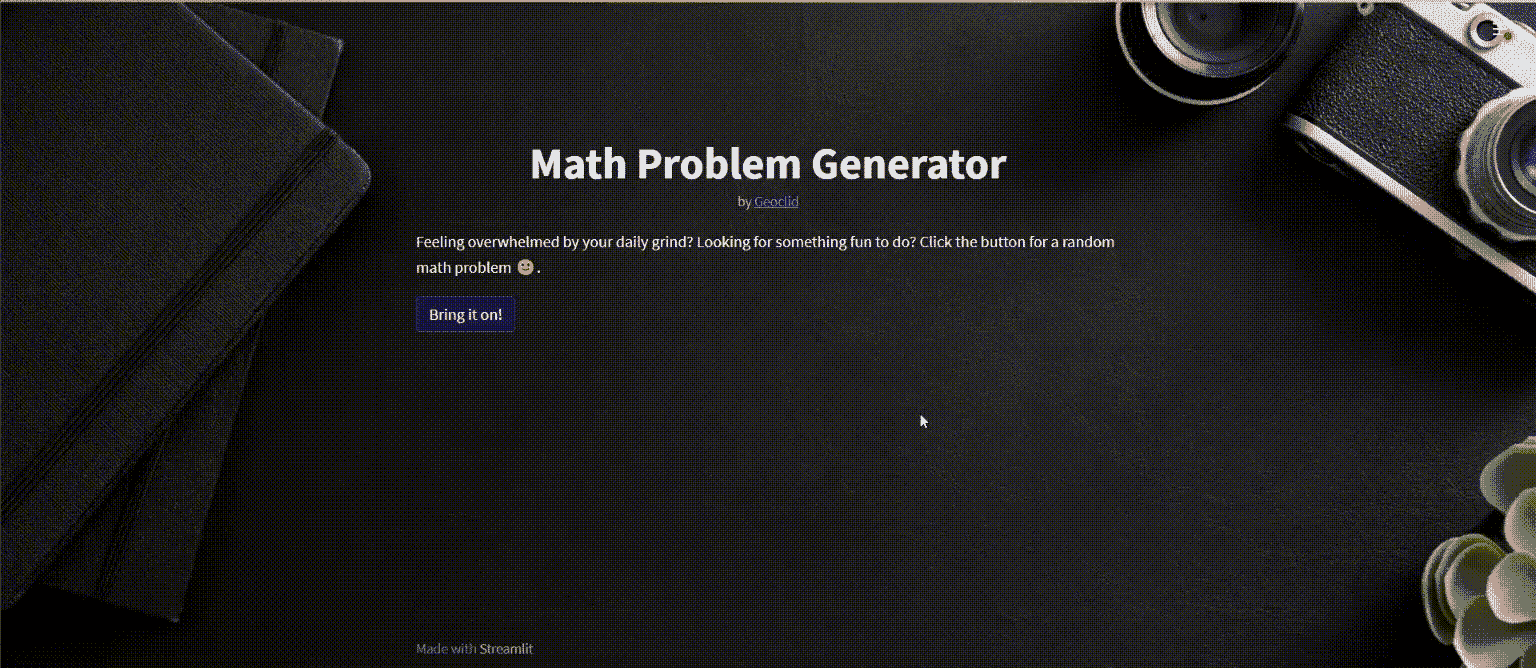 Math Problem Generator
by Geoclid
Feeling overwhelmed by your daily grind? Looking for something fun to do? Click the button for a random
math problem 🙂 .
Bring it on!
Made with Streamlit